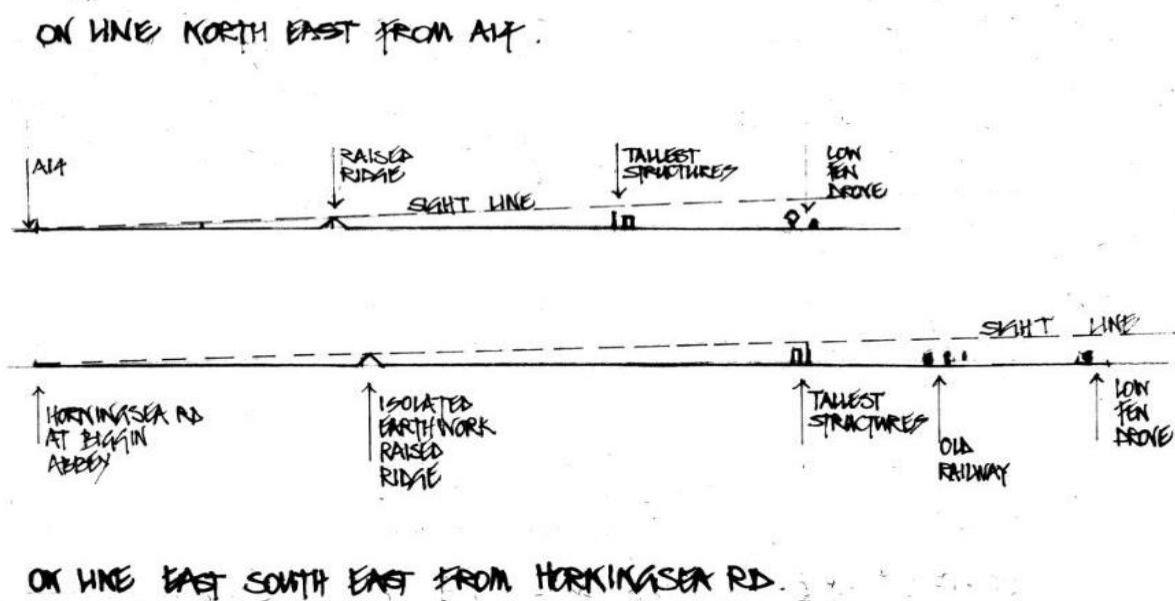 ON LINE NORTH EAST FROM A14.
A14
RAISED
RIDGE
SIGHT LINE
TALLEST
STRUCTURES
LOW
FEN
DROVE
SIGHT LINE
HORNINGSEA RD
AT BIGGIN
ABBEY
ISOLATED
EARTHWORK
RAISED
RIDGE
TALLEST
STRUCTURES
OLD
RAILWAY
LOW
FEN
DROVE
ON LINE EAST SOUTH EAST FROM HORNINGSEA RD.